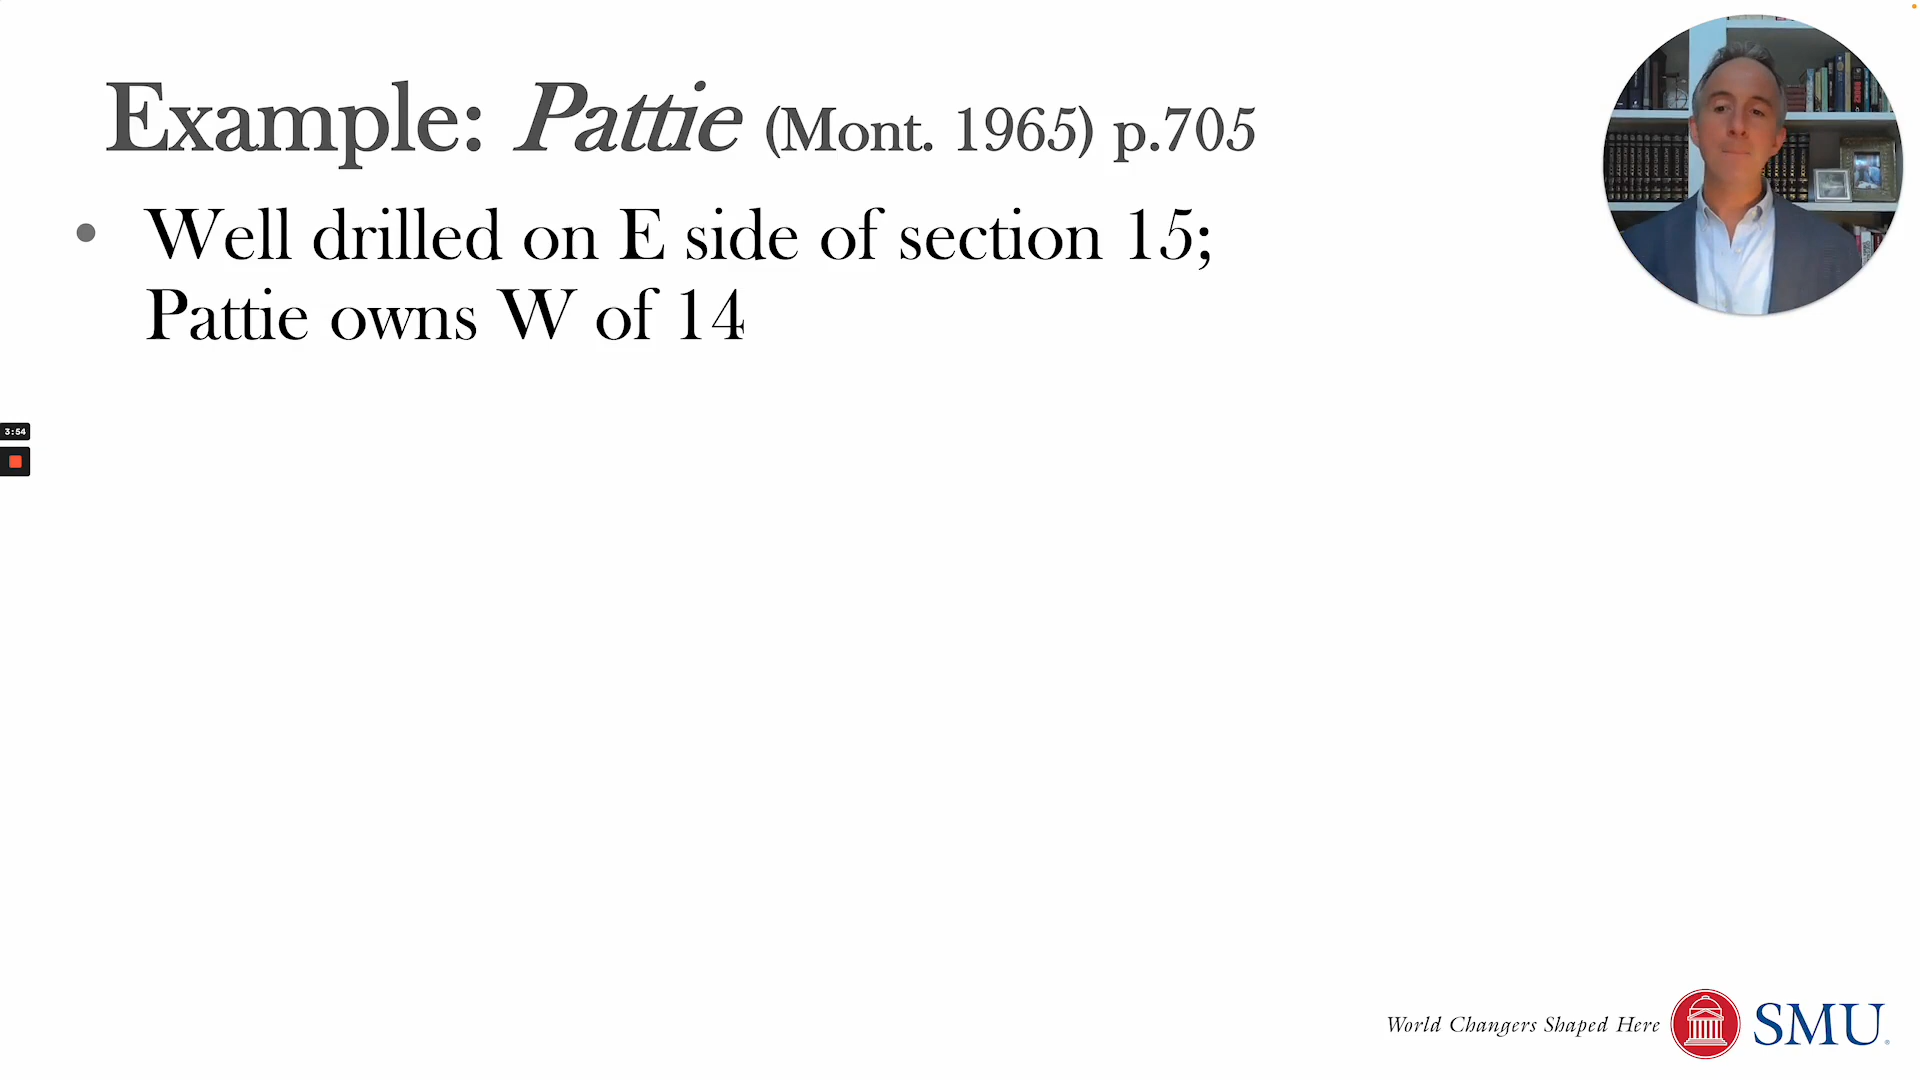 Example: Pattie (Mont. 1965) p.705
• Well drilled on E side of section 15;
Pattie owns W of 14
3:54
World Changers Shaped Here
SMU